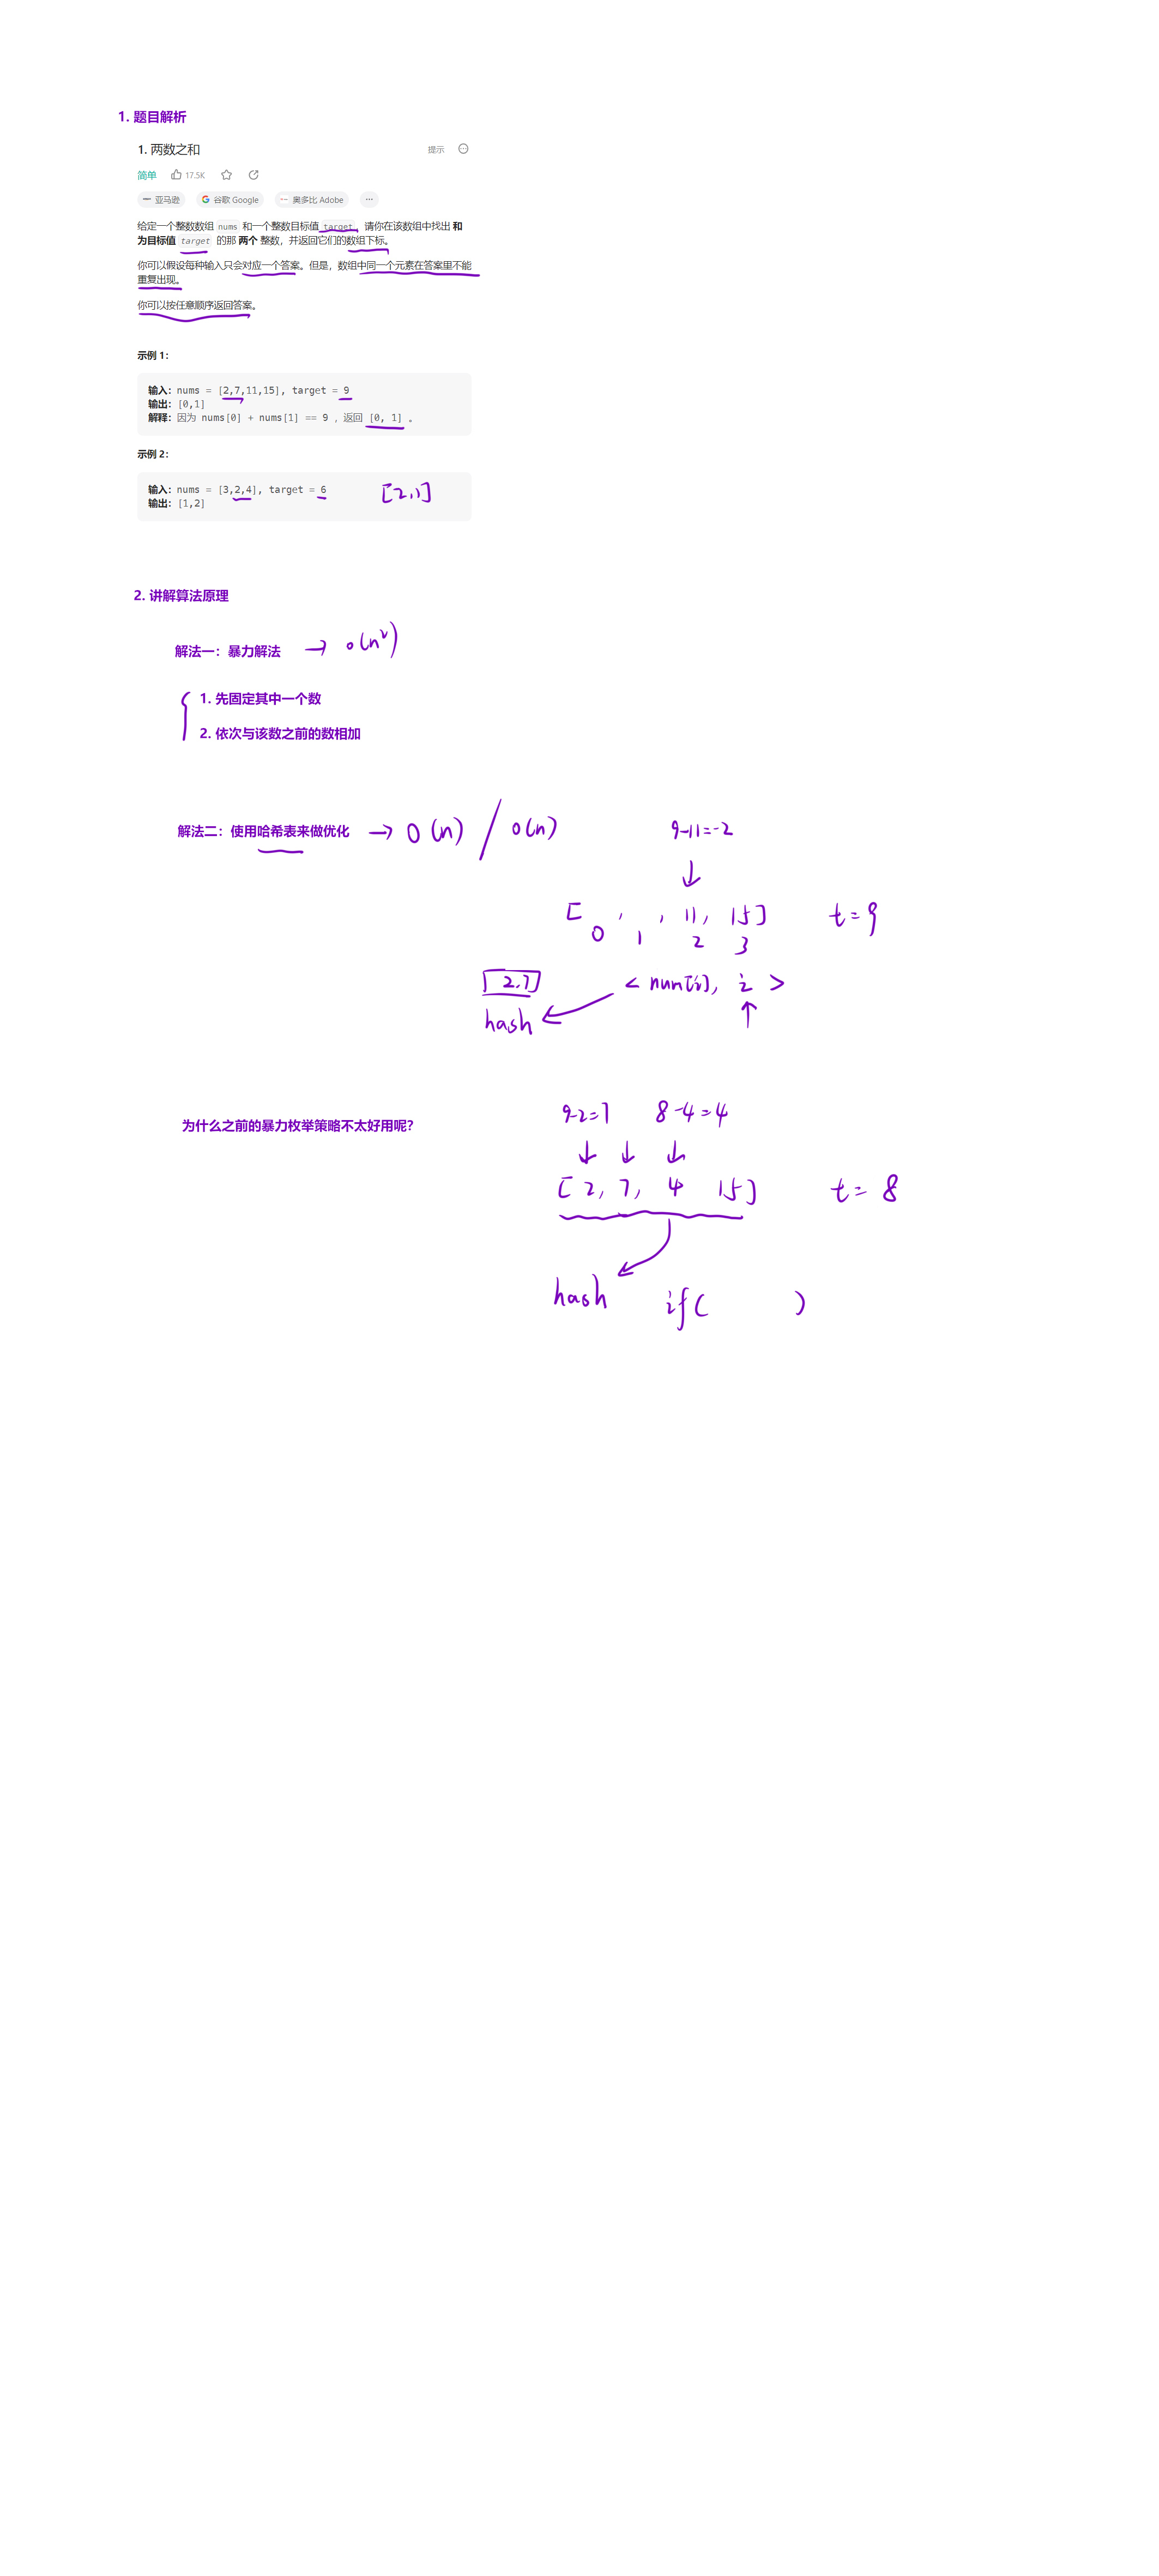 1. 题目解析
1. 两数之和
提示
简单 17.5K
亚马逊 谷歌 Google 奥多比 Adobe ...
给定一个整数数组 nums 和一个整数目标值 target，请你在该数组中找出 和
为目标值 target 的那 两个 整数，并返回它们的数组下标。
你可以假设每种输入只会对应一个答案。但是，数组中同一个元素在答案里不能
重复出现。
你可以按任意顺序返回答案。
示例 1：
输入：nums = [2,7,11,15], target = 9
输出：[0,1]
解释：因为 nums[0] + nums[1] == 9 ，返回 [0, 1] 。
示例 2：
输入：nums = [3,2,4], target = 6
输出：[1,2]
[2,1]
2. 讲解算法原理
解法一：暴力解法 → O(n²)
1. 先固定其中一个数
2. 依次与该数之前的数相加
解法二：使用哈希表来做优化 → O(n) / O(n)
9-11=-2
[ , , 11, 15] t=9
0 1 2 3
[2,7] < num[i], i >
hash
为什么之前的暴力枚举策略不太好用呢？
9-2=7 8-4=4
[2, 7, 4 15] t= 8
hash if( )